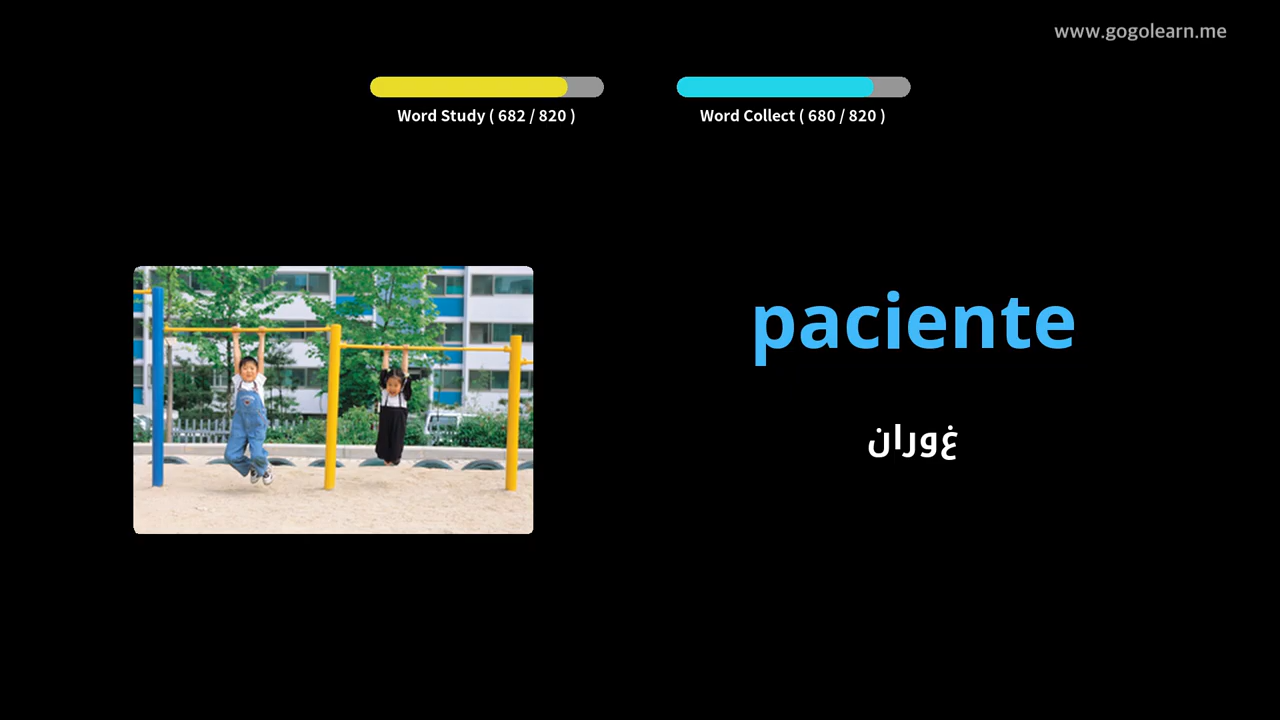 www.gogolearn.me
Word Study ( 682 / 820 )
Word Collect ( 680 / 820 )
paciente
غوران